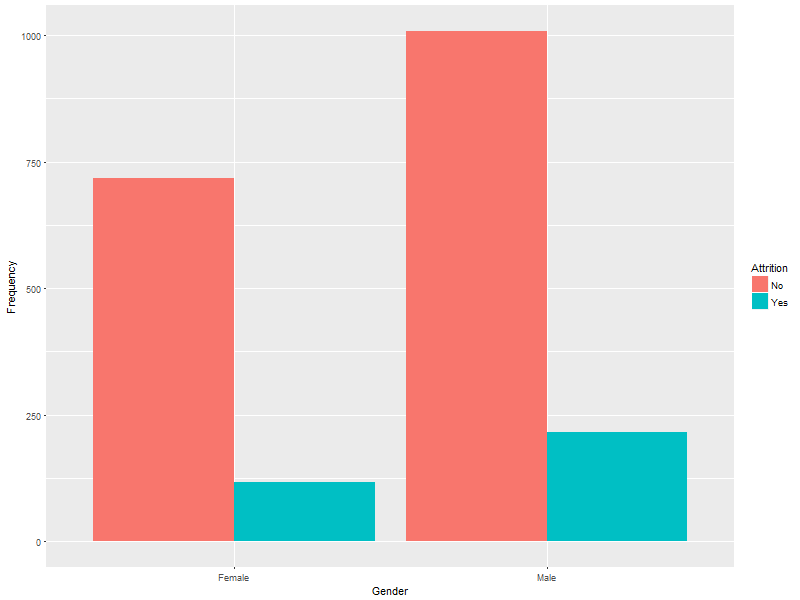 1000
750
500
250
0
Frequency
Female
Male
Gender
Attrition
No
Yes